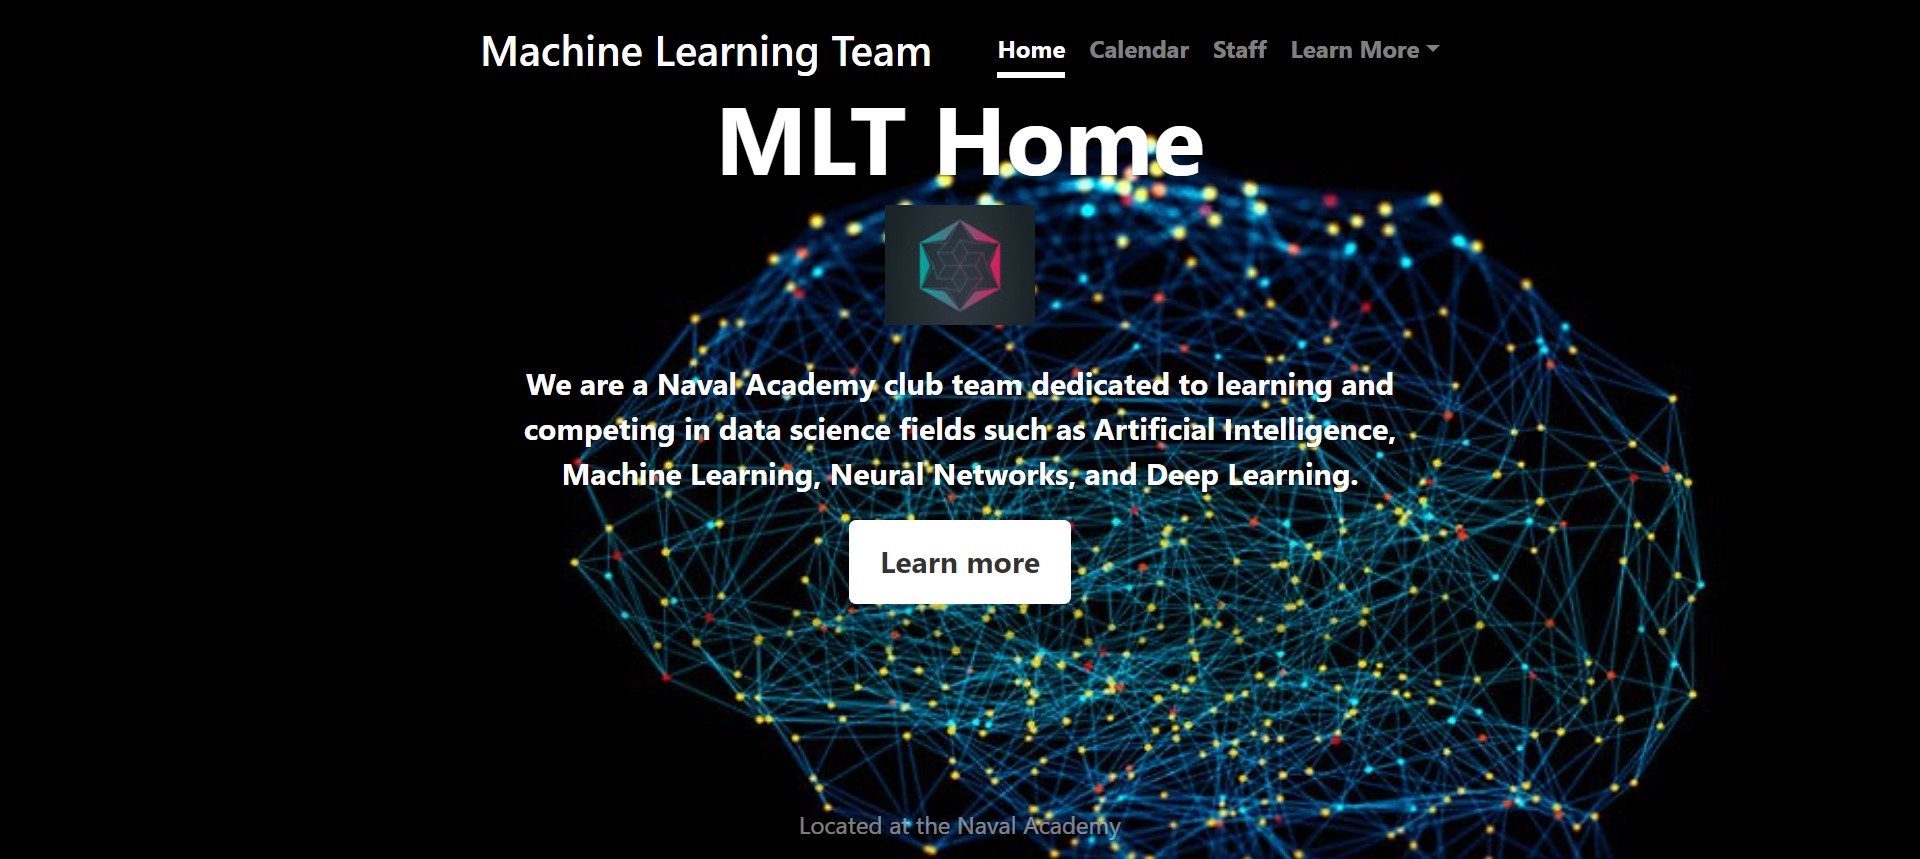 Machine Learning Team
Home Calendar Staff Learn More
MLT Home
We are a Naval Academy club team dedicated to learning and
competing in data science fields such as Artificial Intelligence,
Machine Learning, Neural Networks, and Deep Learning.
Learn more
Located at the Naval Academy